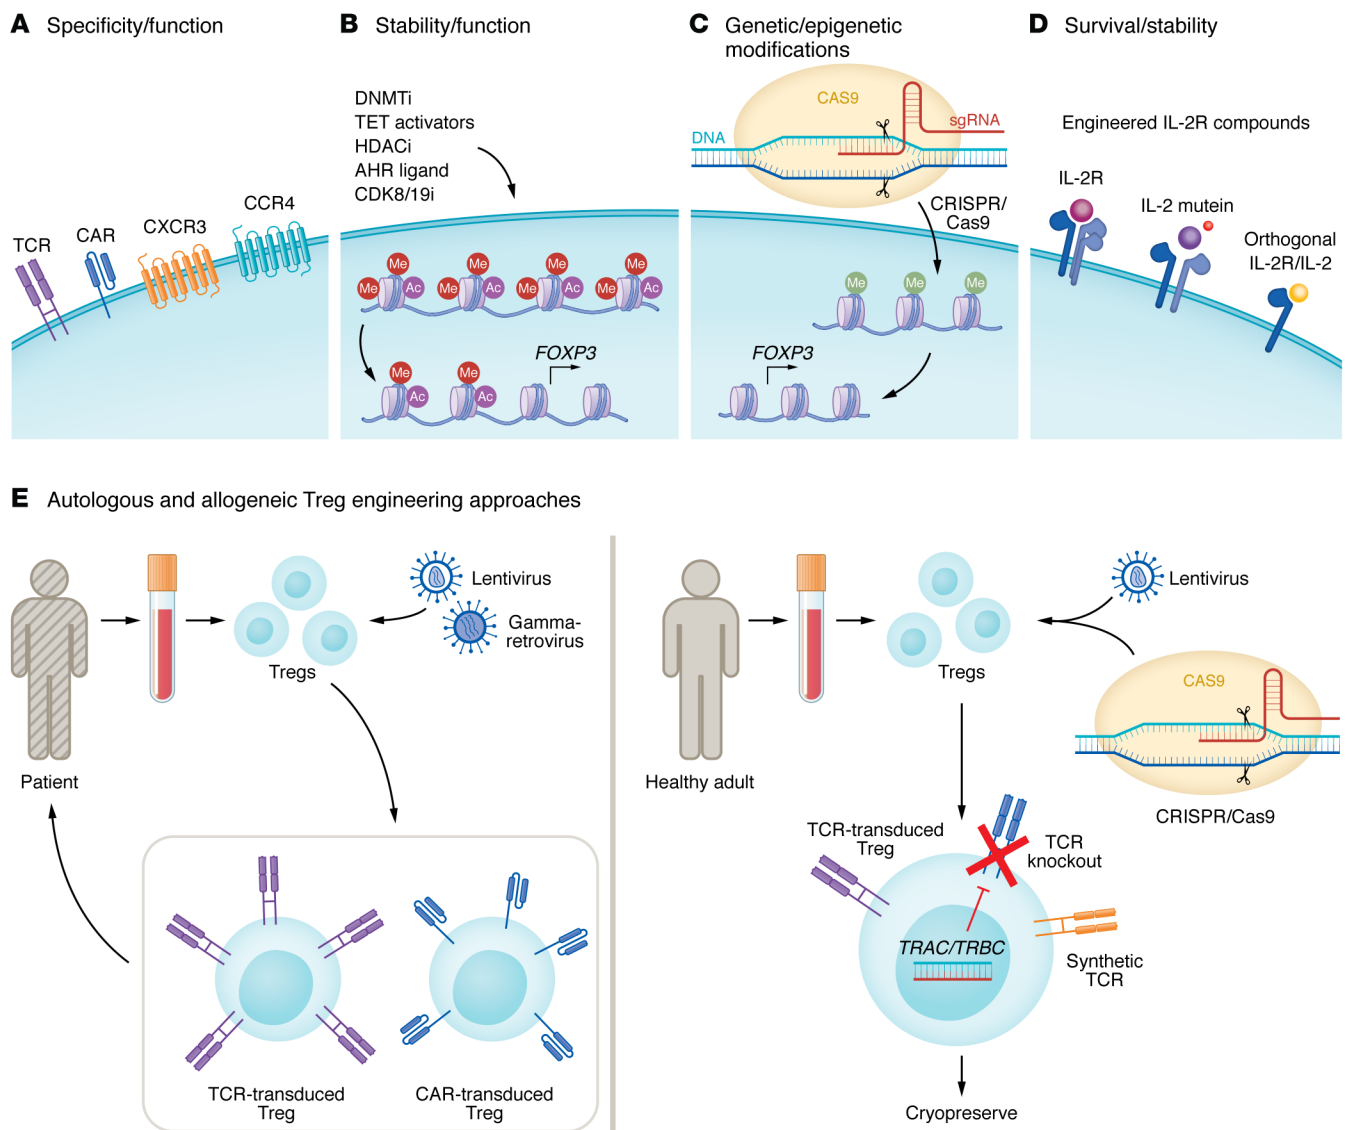 A Specificity/function
TCR
CAR
CXCR3
CCR4
B Stability/function
DNMTi
TET activators
HDACi
AHR ligand
CDK8/19i
Me
Me
Ac
Me
Me
Ac
Me
Me
Ac
Me
Me
Ac
Me
Ac
Me
Ac
FOXP3
C Genetic/epigenetic
modifications
CAS9
sgRNA
DNA
CRISPR/
Cas9
Me
Me
Me
FOXP3
D Survival/stability
Engineered IL-2R compounds
IL-2R
IL-2 mutein
Orthogonal
IL-2R/IL-2
E Autologous and allogeneic Treg engineering approaches
Patient
Tregs
Lentivirus
Gamma-
retrovirus
TCR-transduced
Treg
CAR-transduced
Treg
Healthy adult
Tregs
Lentivirus
CAS9
CRISPR/Cas9
TCR-transduced
Treg
TCR
knockout
TRAC/TRBC
Synthetic
TCR
Cryopreserve